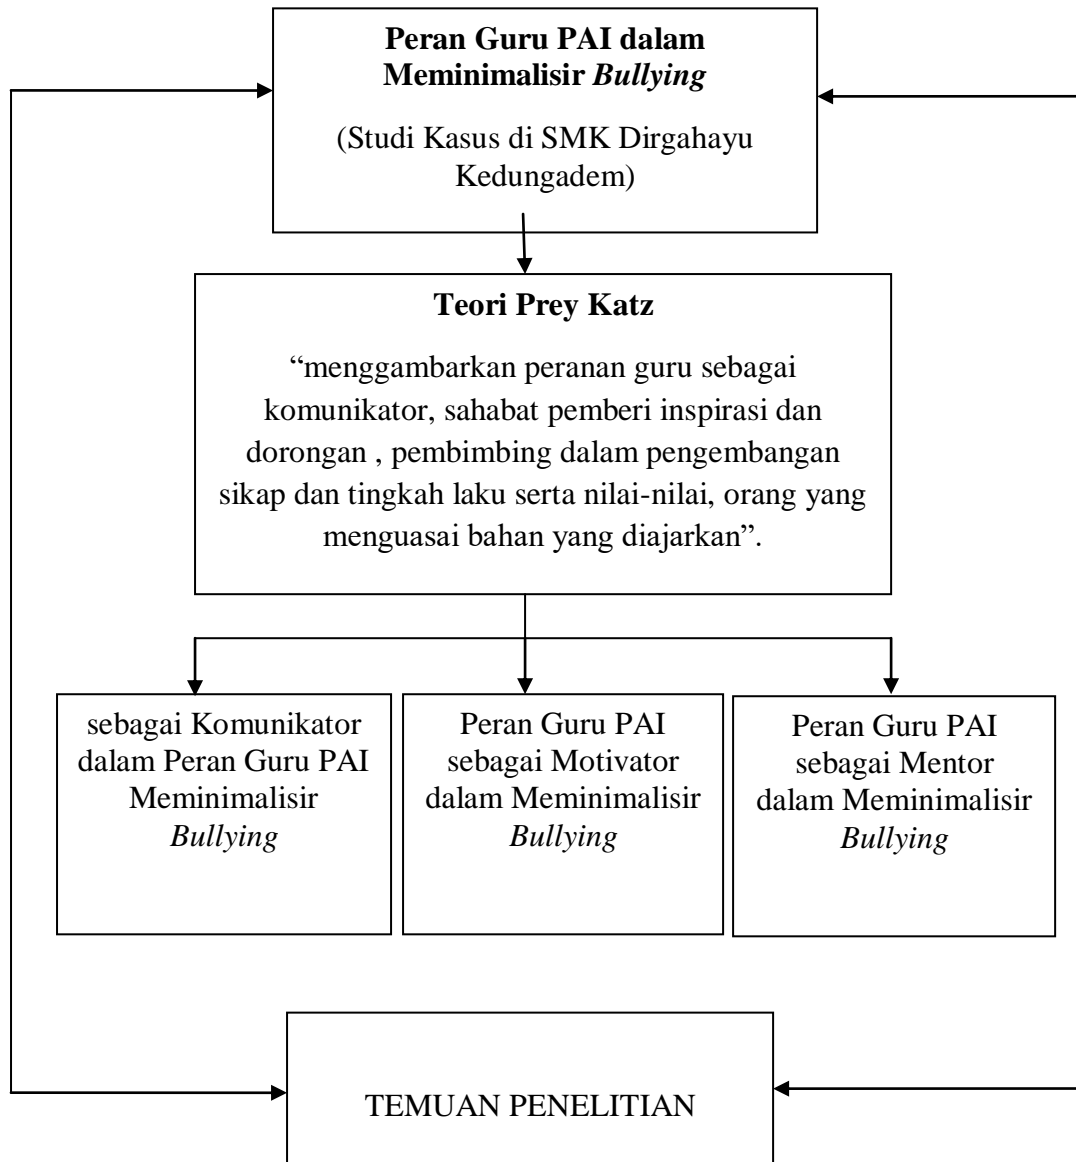 Peran Guru PAI dalam
Meminimalisir Bullying
(Studi Kasus di SMK Dirgahayu
Kedungadem)
Teori Prey Katz
“menggambarkan peranan guru sebagai
komunikator, sahabat pemberi inspirasi dan
dorongan , pembimbing dalam pengembangan
sikap dan tingkah laku serta nilai-nilai, orang yang
menguasai bahan yang diajarkan”.
sebagai Komunikator
dalam Peran Guru PAI
Meminimalisir
Bullying
Peran Guru PAI
sebagai Motivator
dalam Meminimalisir
Bullying
Peran Guru PAI
sebagai Mentor
dalam Meminimalisir
Bullying
TEMUAN PENELITIAN